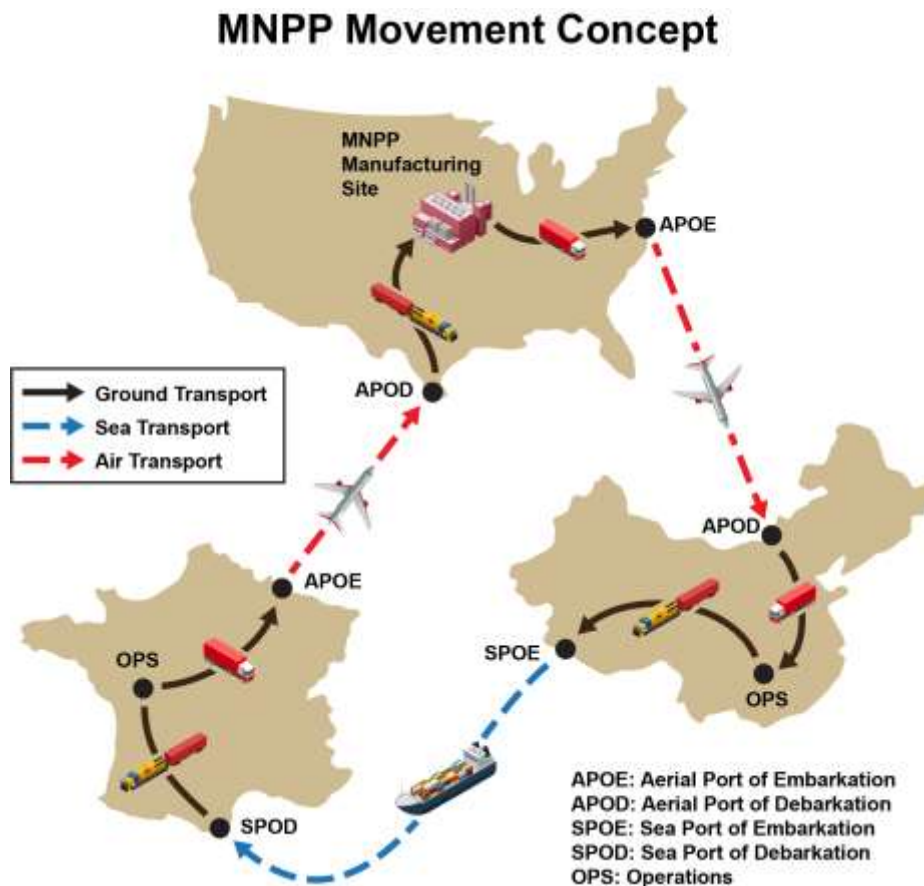 MNPP Movement Concept
MNPP
Manufacturing
Site
APOE
APOD
Ground Transport
Sea Transport
Air Transport
APOD
APOE
SPOE
OPS
OPS
SPOD
APOE: Aerial Port of Embarkation
APOD: Aerial Port of Debarkation
SPOE: Sea Port of Embarkation
SPOD: Sea Port of Debarkation
OPS: Operations